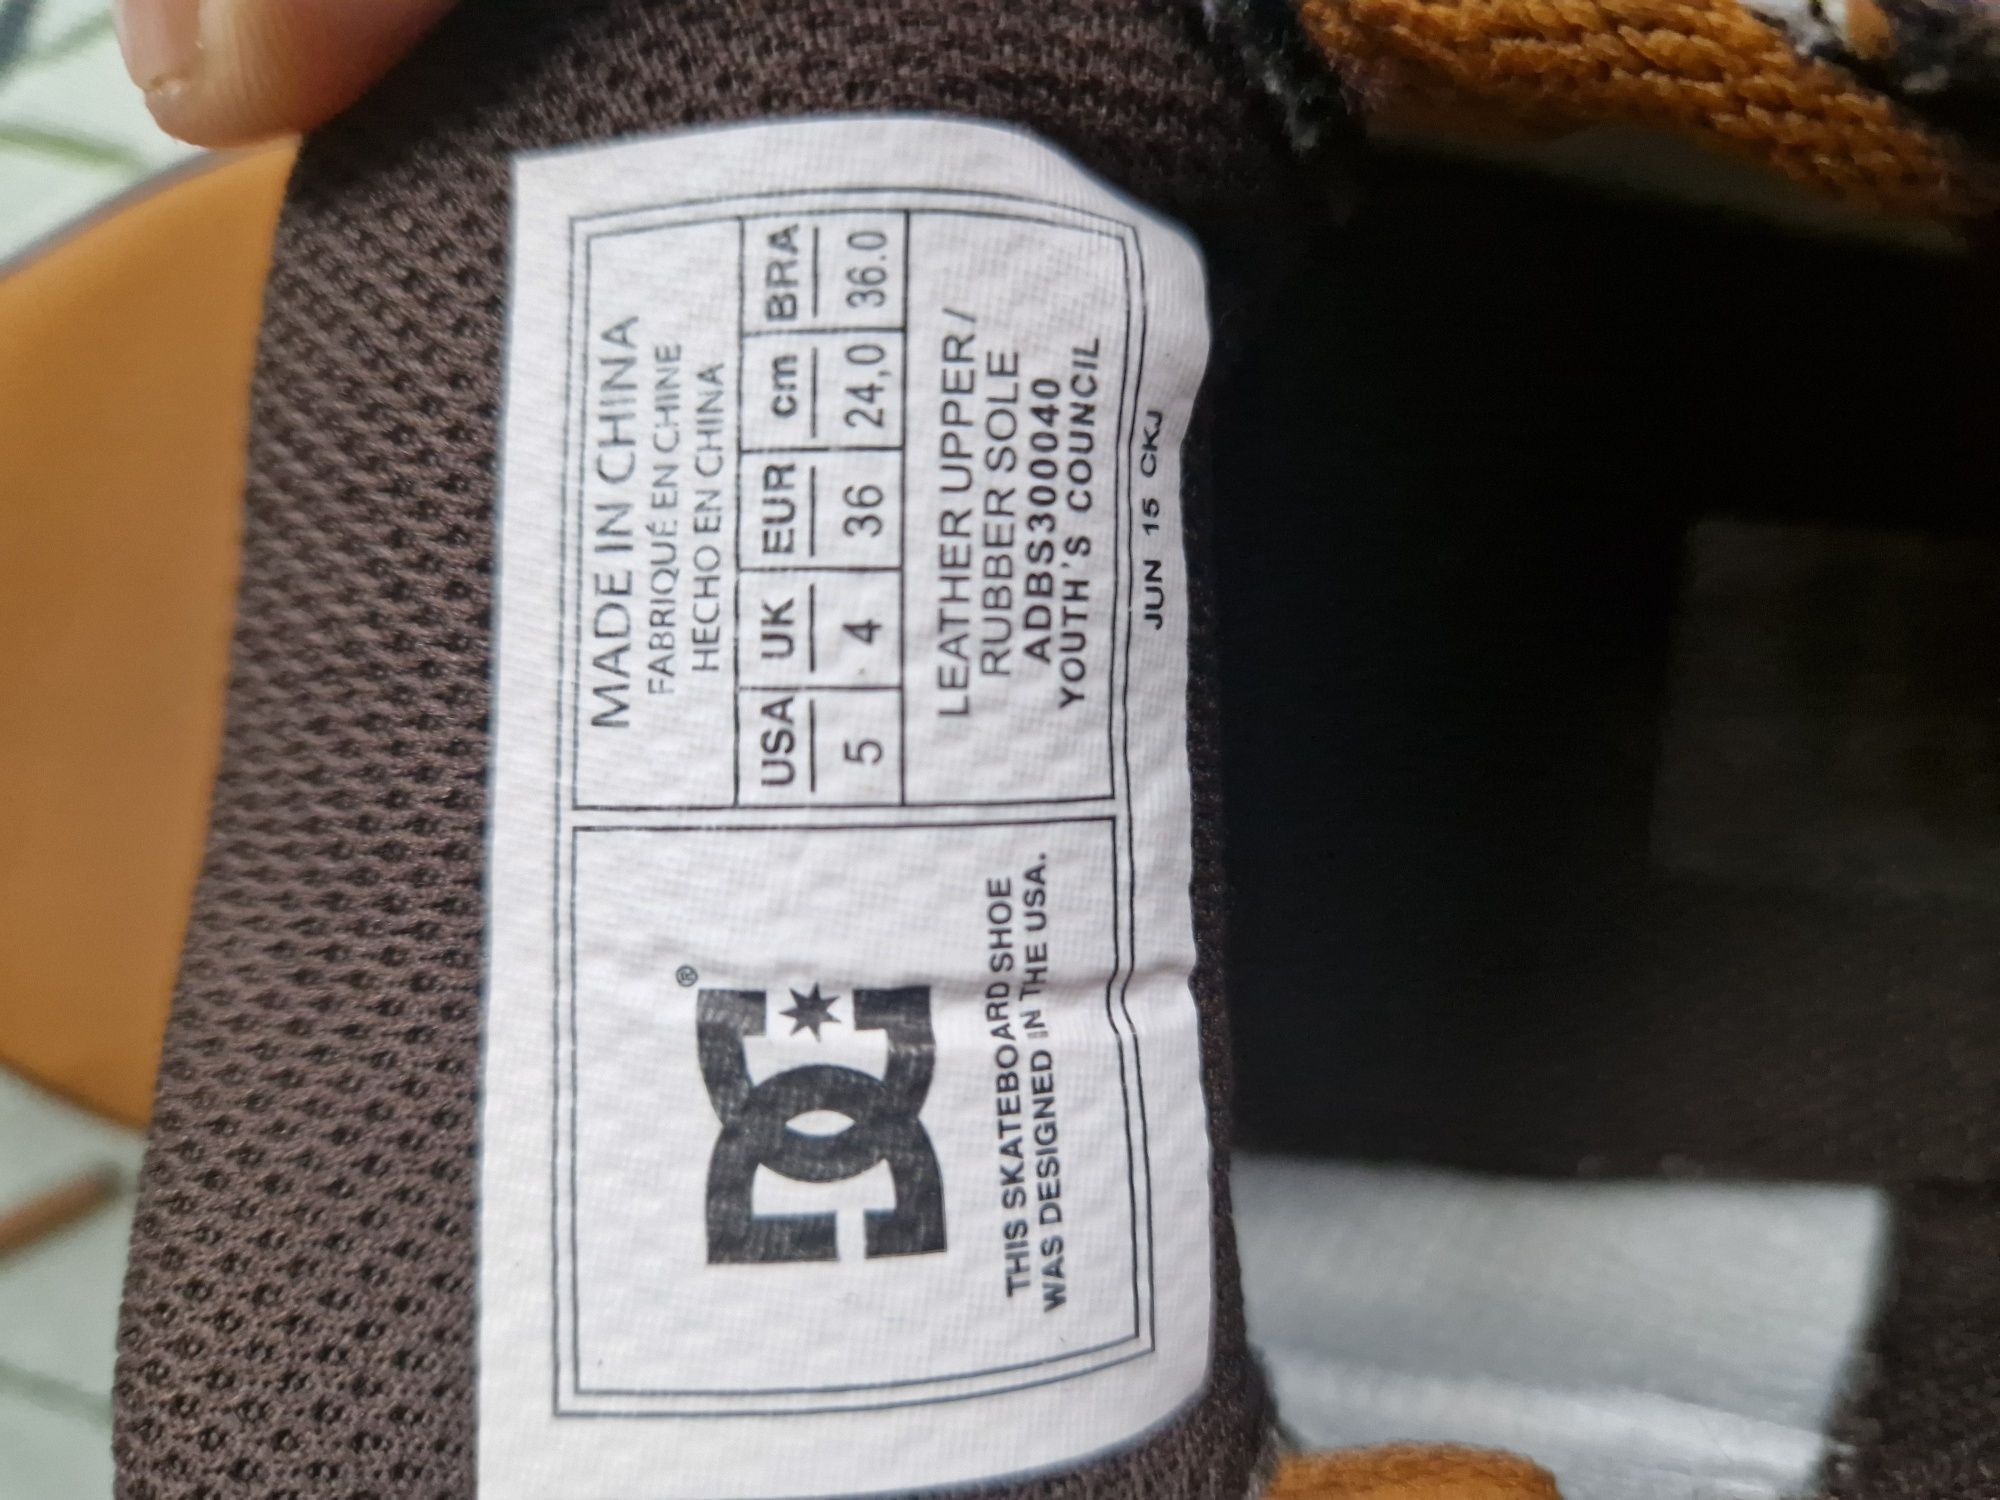 DC®
THIS SKATEBOARD SHOE
WAS DESIGNED IN THE USA.
MADE IN CHINA
FABRIQUÉ EN CHINE
HECHO EN CHINA
USA UK EUR cm BRA
5 4 36 24,0 36.0
LEATHER UPPER/
RUBBER SOLE
ADBS300040
YOUTH'S COUNCIL
JUN 15 CKJ